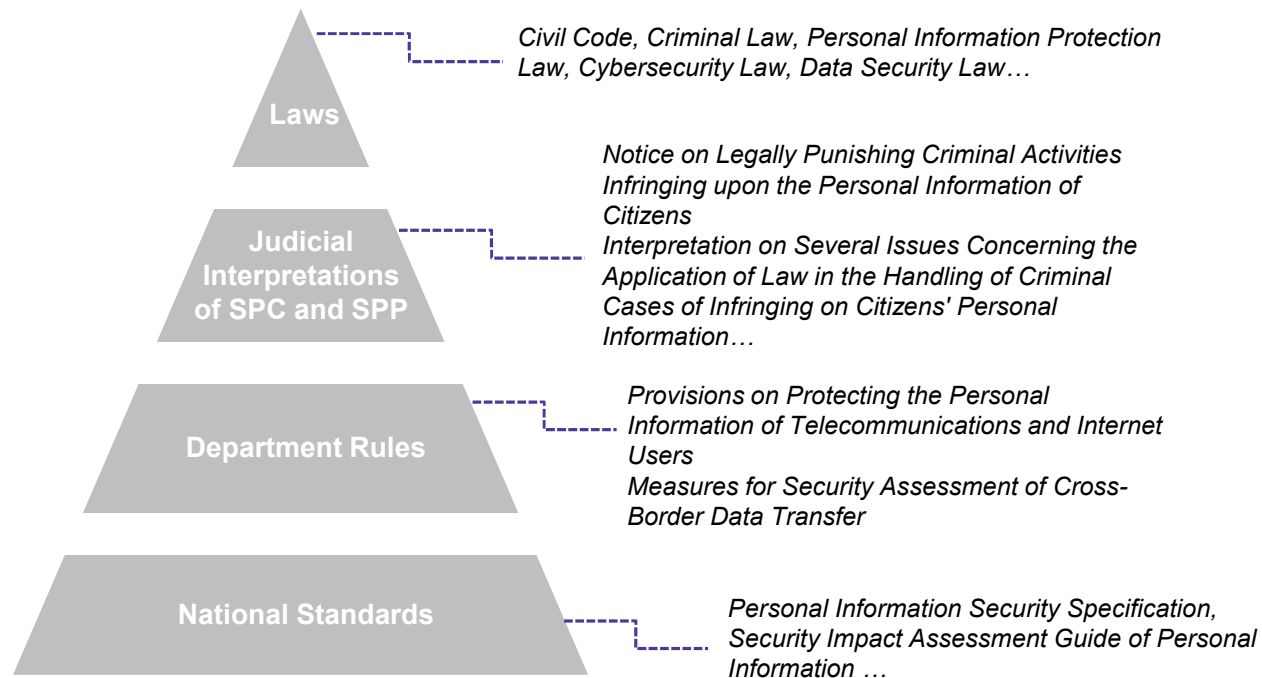 Civil Code, Criminal Law, Personal Information Protection
Law, Cybersecurity Law, Data Security Law…
Laws
Notice on Legally Punishing Criminal Activities
Infringing upon the Personal Information of
Citizens
Interpretation on Several Issues Concerning the
Application of Law in the Handling of Criminal
Cases of Infringing on Citizens' Personal
Information…
Judicial
Interpretations
of SPC and SPP
Provisions on Protecting the Personal
Information of Telecommunications and Internet
Users
Measures for Security Assessment of Cross-
Border Data Transfer
Department Rules
National Standards
Personal Information Security Specification,
Security Impact Assessment Guide of Personal
Information …